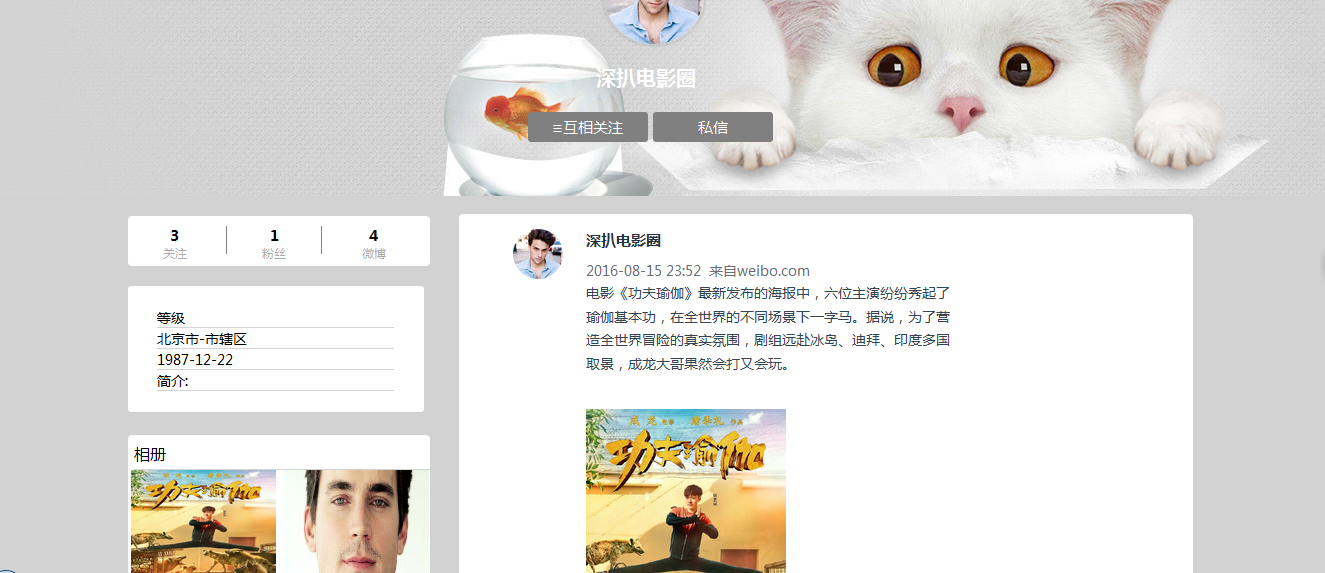 深扒电影圈
≡互相关注
私信
3
关注
1
粉丝
4
微博
等级
北京市-市辖区
1987-12-22
简介:
相册
功夫瑜伽
深扒电影圈
2016-08-15 23:52 来自weibo.com
电影《功夫瑜伽》最新发布的海报中，六位主演纷纷秀起了
瑜伽基本功，在全世界的不同场景下一字马。据说，为了营
造全世界冒险的真实氛围，剧组远赴冰岛、迪拜、印度多国
取景，成龙大哥果然会打又会玩。
功夫瑜伽